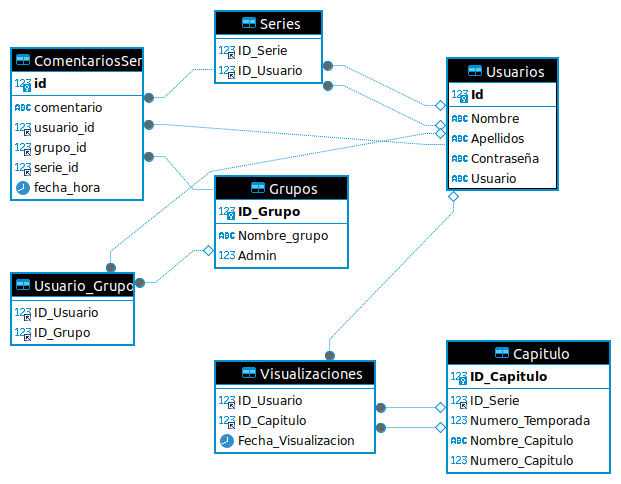 Series
ID_Serie
ID_Usuario
ComentariosSer
id
comentario
usuario_id
grupo_id
serie_id
fecha_hora
Usuarios
Id
Nombre
Apellidos
Contraseña
Usuario
Grupos
ID_Grupo
Nombre_grupo
Admin
Usuario_Grupo
ID_Usuario
ID_Grupo
Visualizaciones
ID_Usuario
ID_Capitulo
Fecha_Visualizacion
Capitulo
ID_Capitulo
ID_Serie
Numero_Temporada
Nombre_Capitulo
Numero_Capitulo